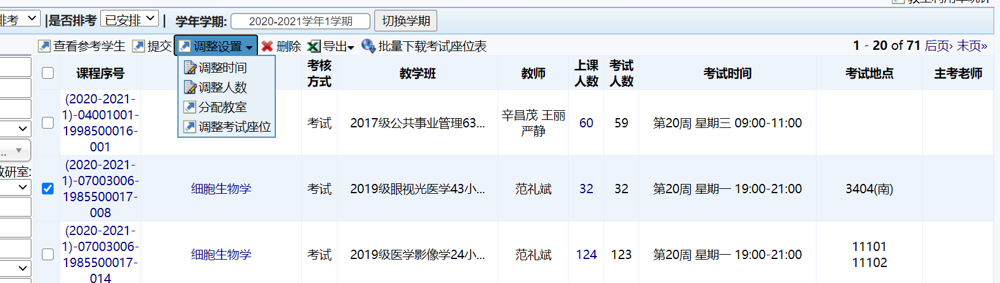 排考 |是否排考 已安排 | 学年学期: 2020-2021学年1学期 切换学期
查看参考学生 提交 调整设置 删除 导出 批量下载考试座位表 1 - 20 of 71 后页› 末页»
调整时间
调整人数
分配教室
调整考试座位
课程序号 考核方式 教学班 教师 上课人数 考试人数 考试时间 考试地点 主考老师
(2020-2021-
1)-04001001-
1998500016-
001
考试 2017级公共事业管理63... 辛昌茂 王丽
严静
60 59 第20周 星期三 09:00-11:00
教研室:
(2020-2021-
1)-07003006-
1985500017-
008
细胞生物学 考试 2019级眼视光医学43小... 范礼斌 32 32 第20周 星期一 19:00-21:00 3404(南)
(2020-2021-
1)-07003006-
1985500017-
014
细胞生物学 考试 2019级医学影像学24小... 范礼斌 124 123 第20周 星期一 19:00-21:00 11101
11102